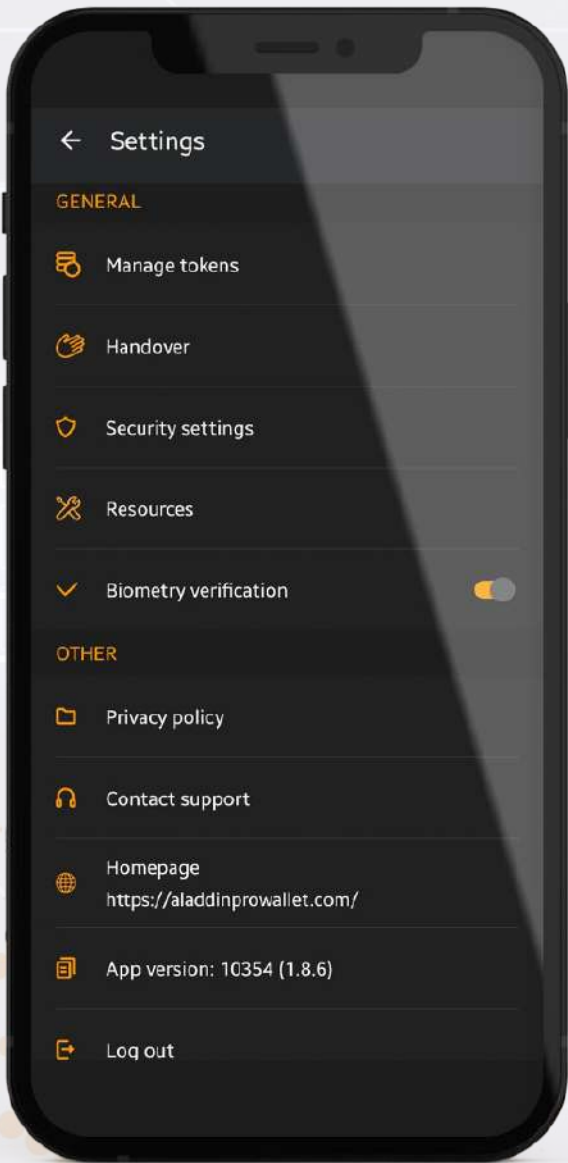 Settings
GENERAL
Manage tokens
Handover
Security settings
Resources
Biometry verification
OTHER
Privacy policy
Contact support
Homepage
https://aladdinprowallet.com/
App version: 10354 (1.8.6)
Log out